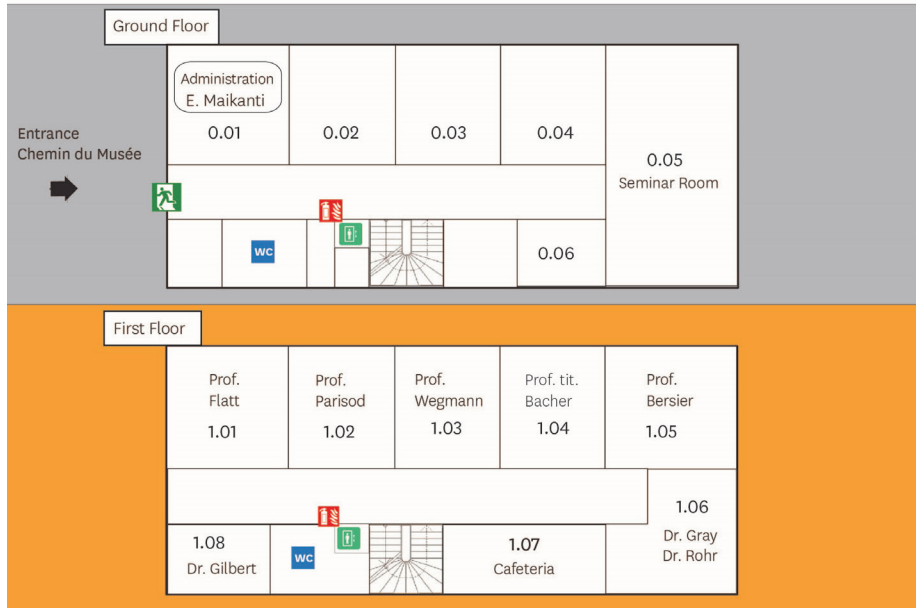 Ground Floor
Administration
E. Maikanti
0.01
0.02
0.03
0.04
0.05
Seminar Room
Entrance
Chemin du Musée
WC
0.06
First Floor
Prof.
Flatt
1.01
Prof.
Parisod
1.02
Prof.
Wegmann
1.03
Prof. tit.
Bacher
1.04
Prof.
Bersier
1.05
1.06
Dr. Gray
Dr. Rohr
1.08
Dr. Gilbert
WC
1.07
Cafeteria